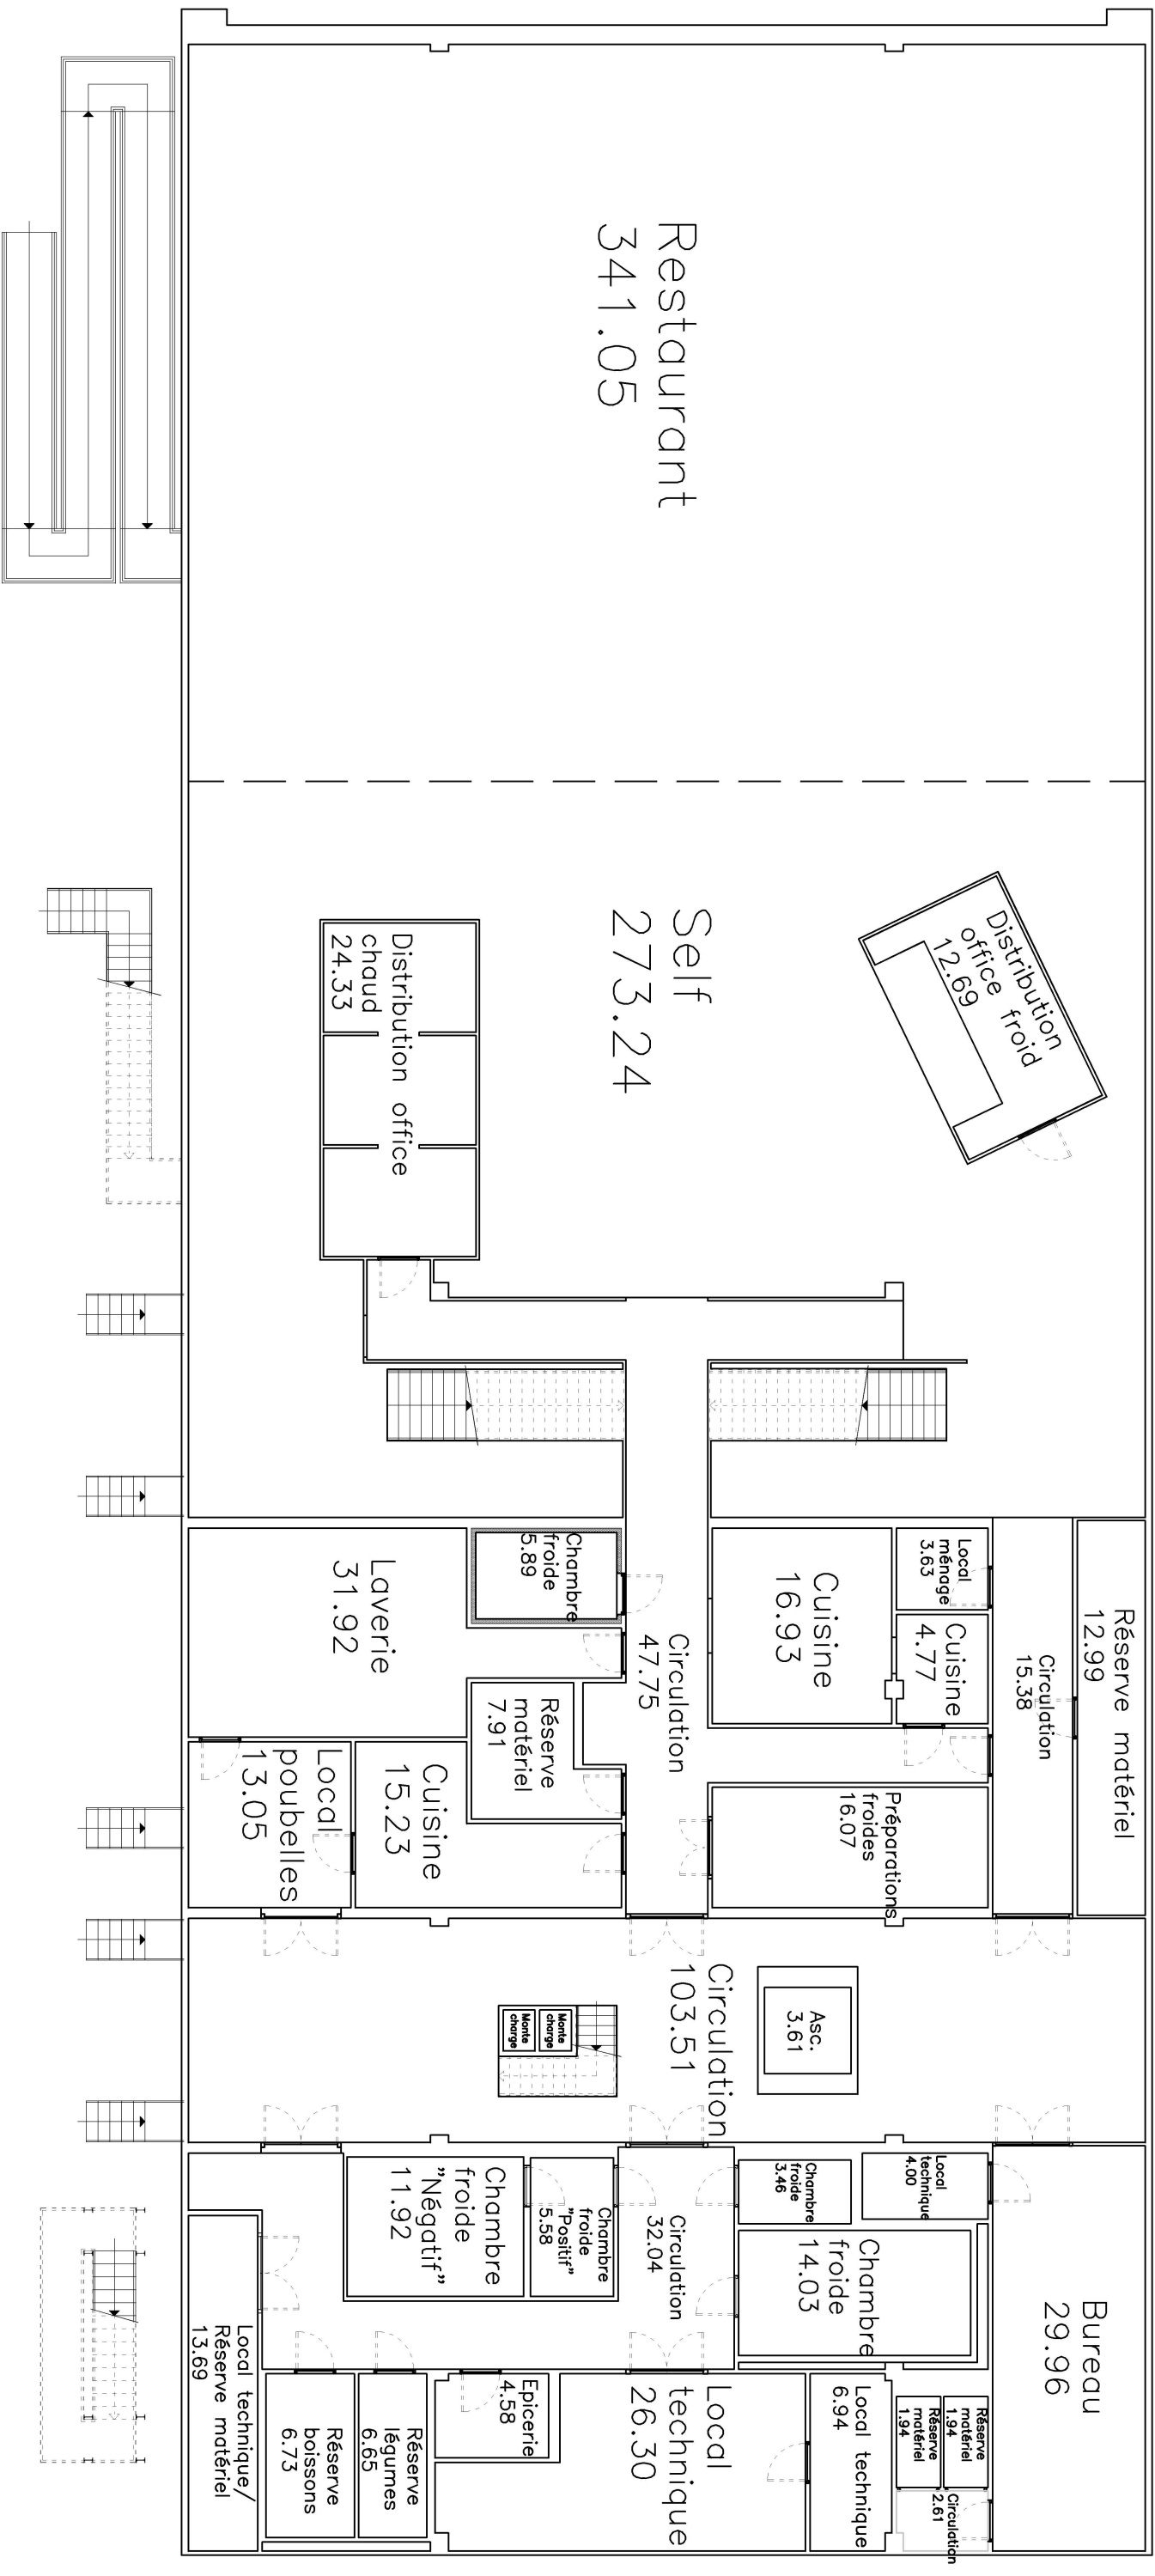 Restaurant
341.05
Self
273.24
Distribution
office froid
12.69
Distribution office
chaud
24.33
Réserve matériel
12.99
Circulation
15.38
Local
ménage
3.63
Cuisine
4.77
Cuisine
16.93
Chambre
froide
5.89
Circulation
47.75
Laverie
31.92
Réserve
matériel
7.91
Préparations
froides
16.07
Cuisine
15.23
Local
poubelles
13.05
Asc.
3.61
Circulation
103.51
Monte
charge
Monte
charge
Bureau
29.96
Local
technique
4.00
Chambre
froide
3.46
Chambre
froide
14.03
Circulation
32.04
Chambre
froide
"Positif"
5.58
Chambre
froide
"Négatif"
11.92
Local technique/
Réserve matériel
13.69
Réserve
matériel
1.94
Réserve
matériel
1.94
Circulation
2.61
Local technique
6.94
Local
technique
26.30
Epicerie
4.58
Réserve
légumes
6.65
Réserve
boissons
6.73